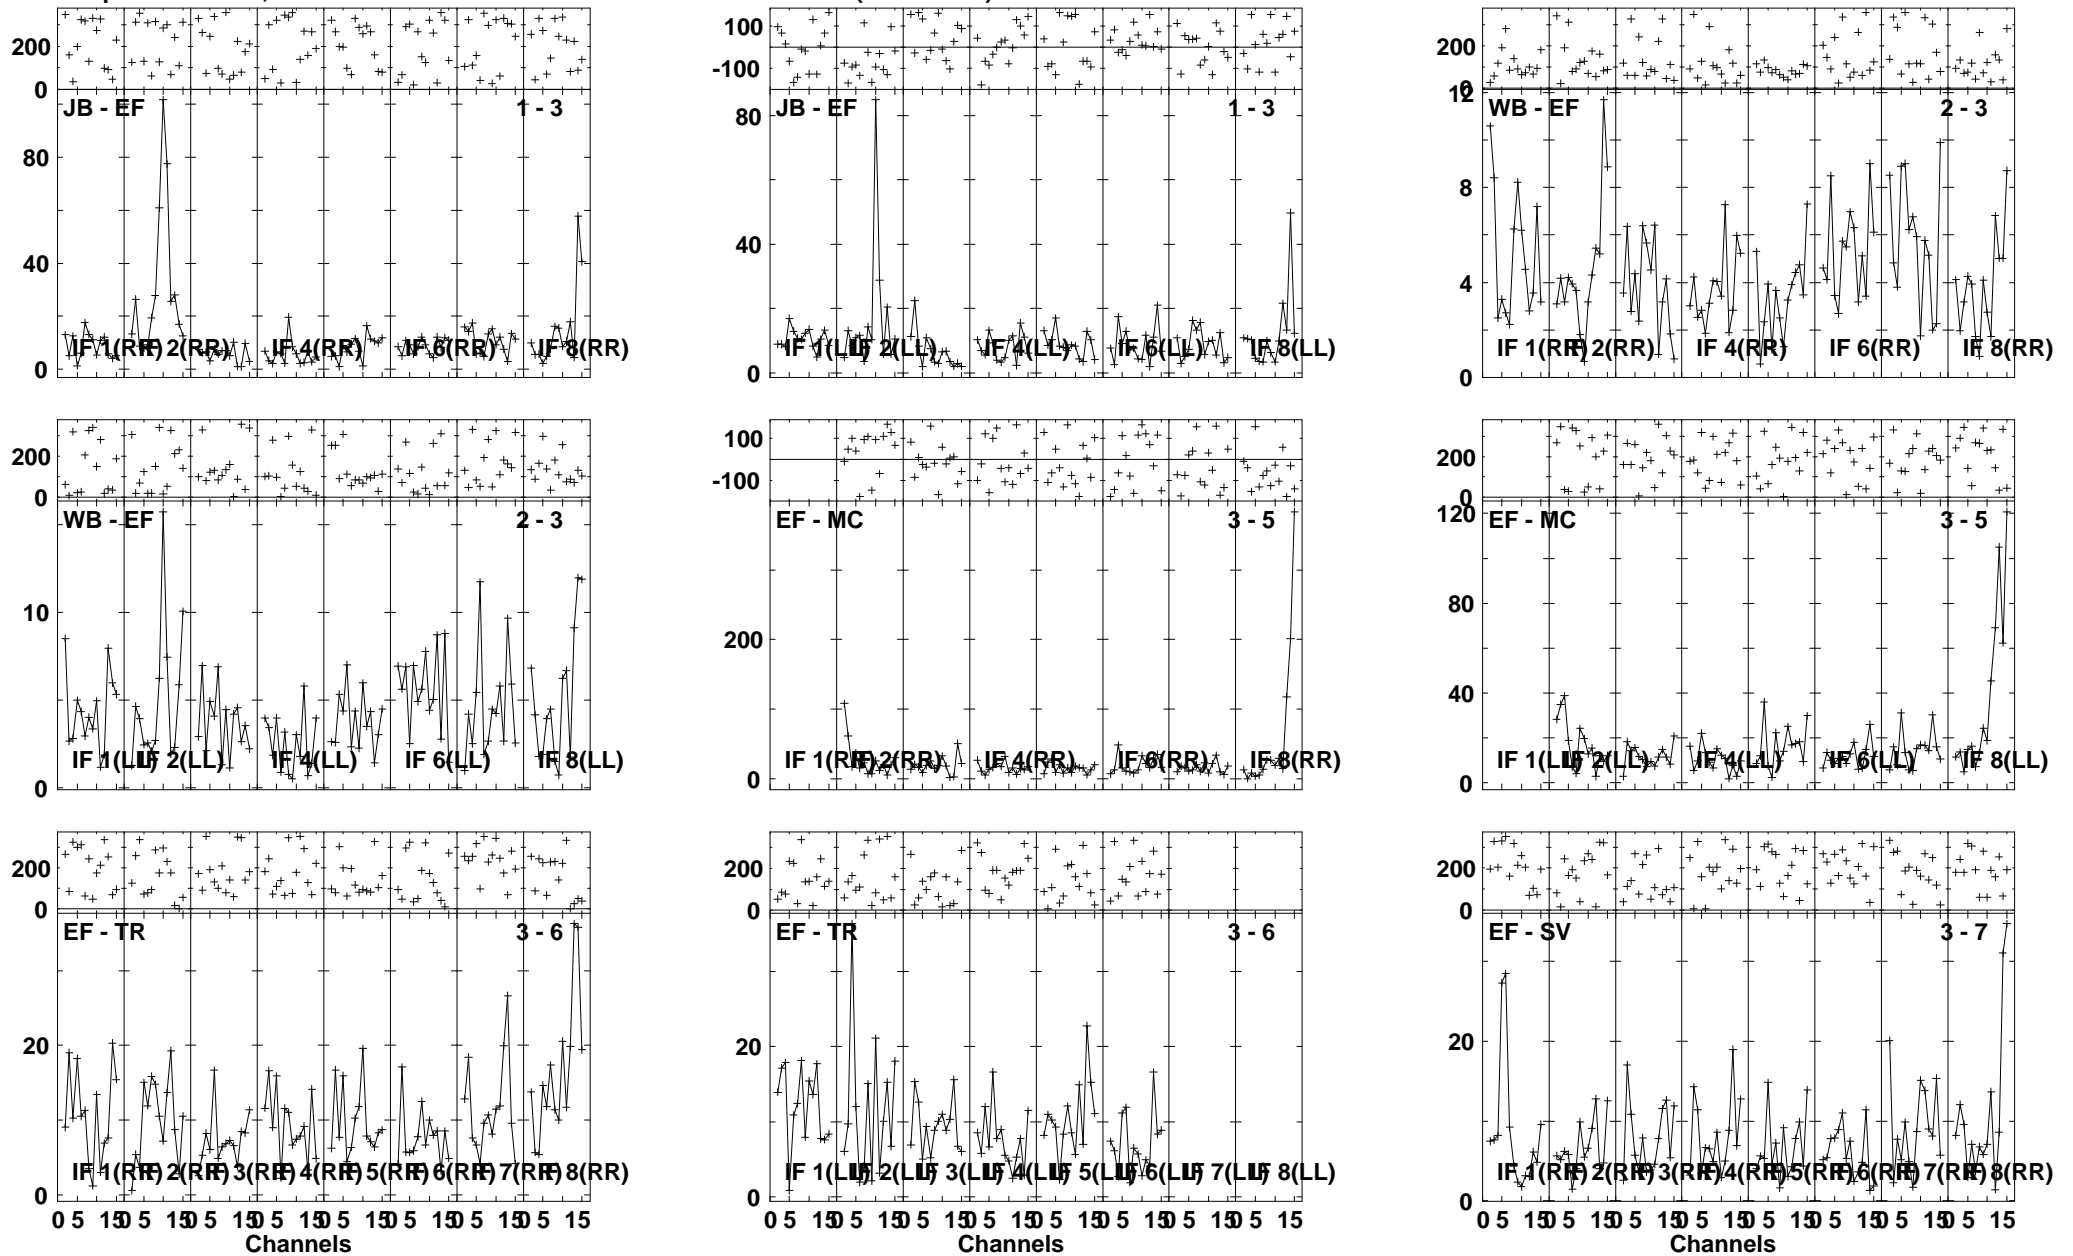 200
0
JB - EF 1 - 3
80
40
0
IF 1(RR) IF 2(RR) IF 4(RR) IF 6(RR) IF 8(RR)
100
-100
JB - EF 1 - 3
80
40
0
IF 1(LL) IF 2(LL) IF 4(LL) IF 6(LL) IF 8(LL)
200
0
12
WB - EF 2 - 3
8
4
0
IF 1(RR) IF 2(RR) IF 4(RR) IF 6(RR) IF 8(RR)
200
0
WB - EF 2 - 3
10
0
IF 1(LL) IF 2(LL) IF 4(LL) IF 6(LL) IF 8(LL)
100
-100
EF - MC 3 - 5
200
0
IF 1(RR) IF 2(RR) IF 4(RR) IF 6(RR) IF 8(RR)
200
0
120
EF - MC 3 - 5
80
40
0
IF 1(LL) IF 2(LL) IF 4(LL) IF 6(LL) IF 8(LL)
200
0
EF - TR 3 - 6
20
0
IF 1(RR) IF 2(RR) IF 3(RR) IF 4(RR) IF 5(RR) IF 6(RR) IF 7(RR) IF 8(RR)
0 5 15 0 5 15 0 5 15 0 5 15 0 5 15 0 5 15 0 5 15 0 5 15
Channels
200
0
EF - TR 3 - 6
20
0
IF 1(LL) IF 2(LL) IF 3(LL) IF 4(LL) IF 5(LL) IF 6(LL) IF 7(LL) IF 8(LL)
0 5 15 0 5 15 0 5 15 0 5 15 0 5 15 0 5 15 0 5 15 0 5 15
Channels
200
0
EF - SV 3 - 7
20
0
IF 1(RR) IF 2(RR) IF 3(RR) IF 4(RR) IF 5(RR) IF 6(RR) IF 7(RR) IF 8(RR)
0 5 15 0 5 15 0 5 15 0 5 15 0 5 15 0 5 15 0 5 15 0 5 15
Channels